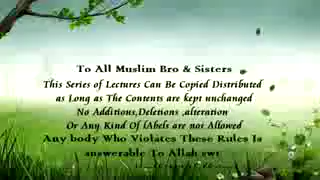 To All Muslim Bro & Sisters
This Series of Lectures Can Be Copied Distributed
as Long as The Contents are kept unchanged
No Additions,Deletions ,alteration
Or Any Kind Of lAbels are noi Allowed
Any body Who Violates These Rules Is
answerable To Allah swt